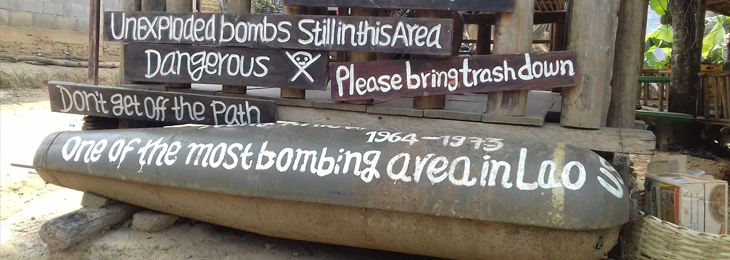 UnEXploded bombs Still in this Area
Dangerous
Please bring trash down
Don't get off the Path
1964-1973
One of the most bombing area in Lao